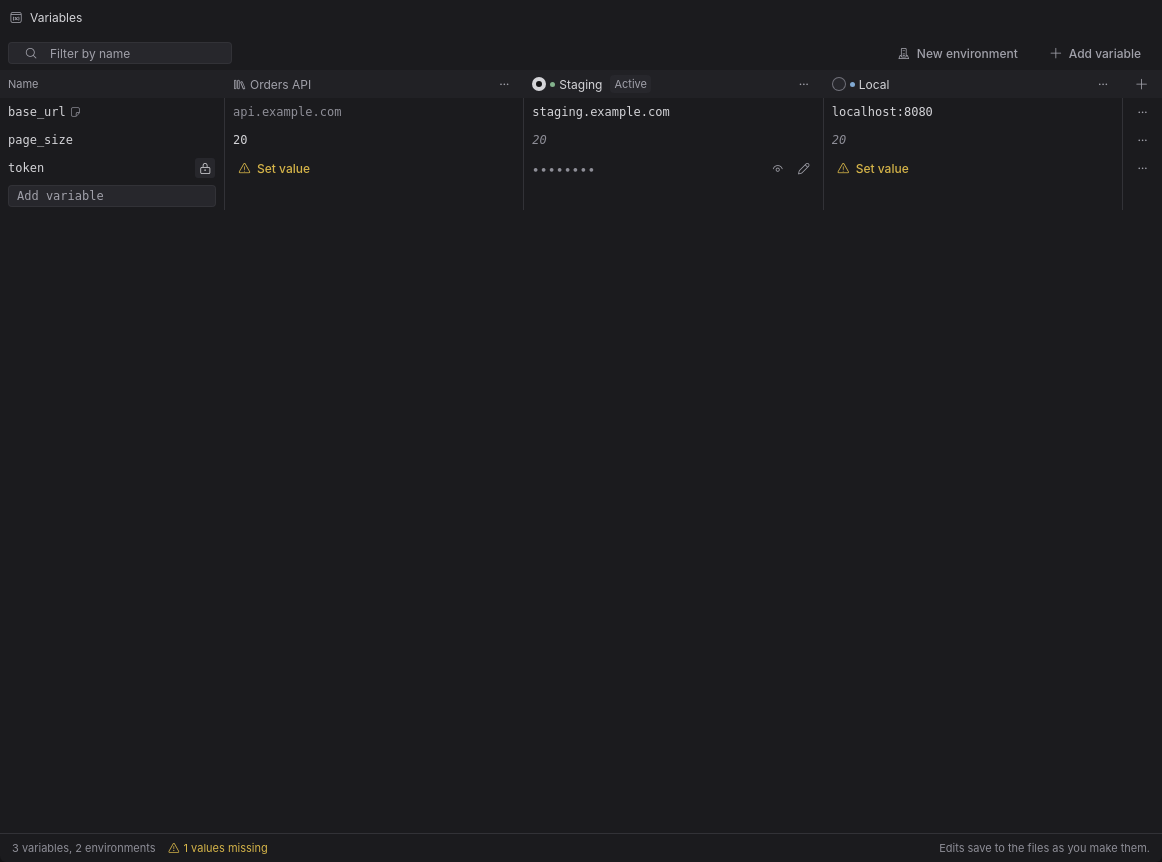 Variables
Filter by name
New environment
Add variable
Name
Orders API
Staging
Active
Local
base_url
api.example.com
staging.example.com
localhost:8080
page_size
20
20
20
token
Set value
••••••••
Set value
Add variable
3 variables, 2 environments
1 values missing
Edits save to the files as you make them.